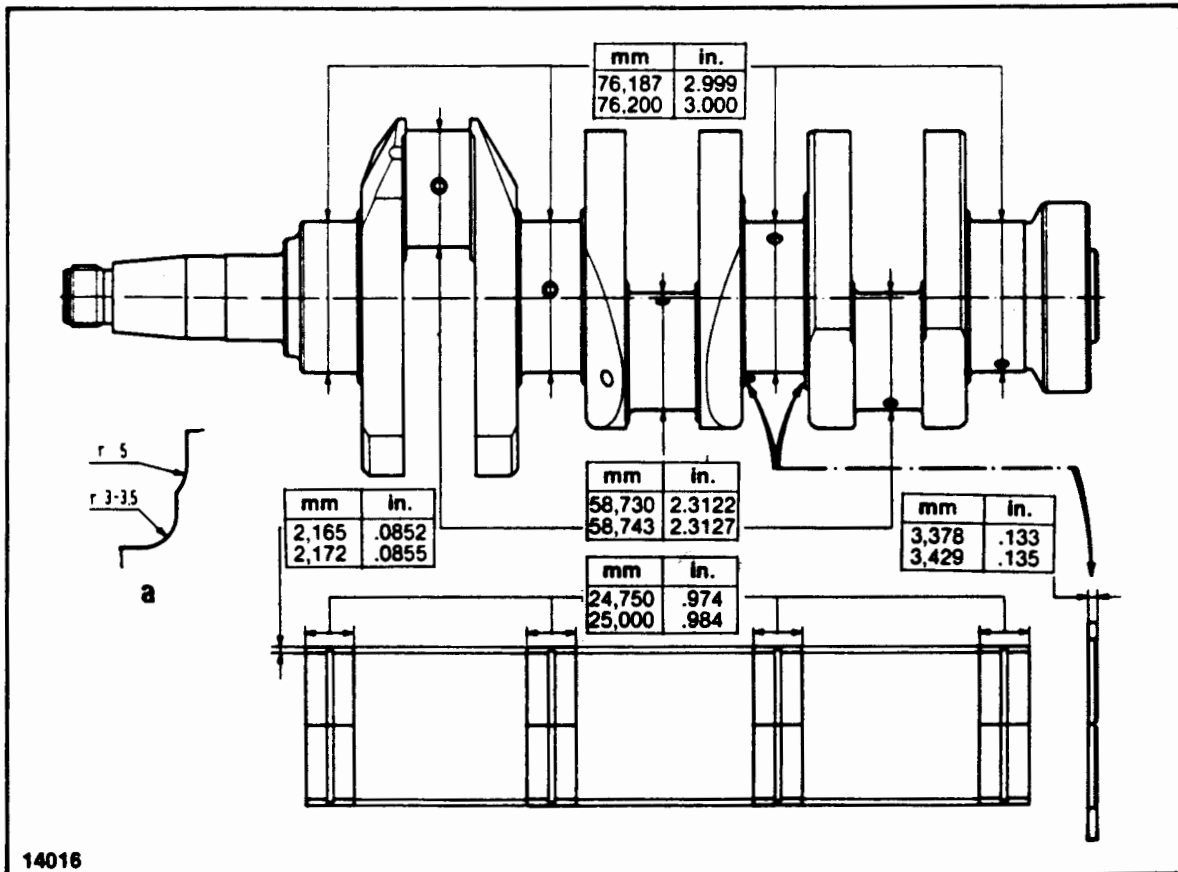 mm in.
76,187 2.999
76,200 3.000
r 5
r 3-3,5
a
mm in.
2,165 .0852
2,172 .0855
mm in.
58,730 2.3122
58,743 2.3127
mm in.
3,378 .133
3,429 .135
mm in.
24,750 .974
25,000 .984
14016